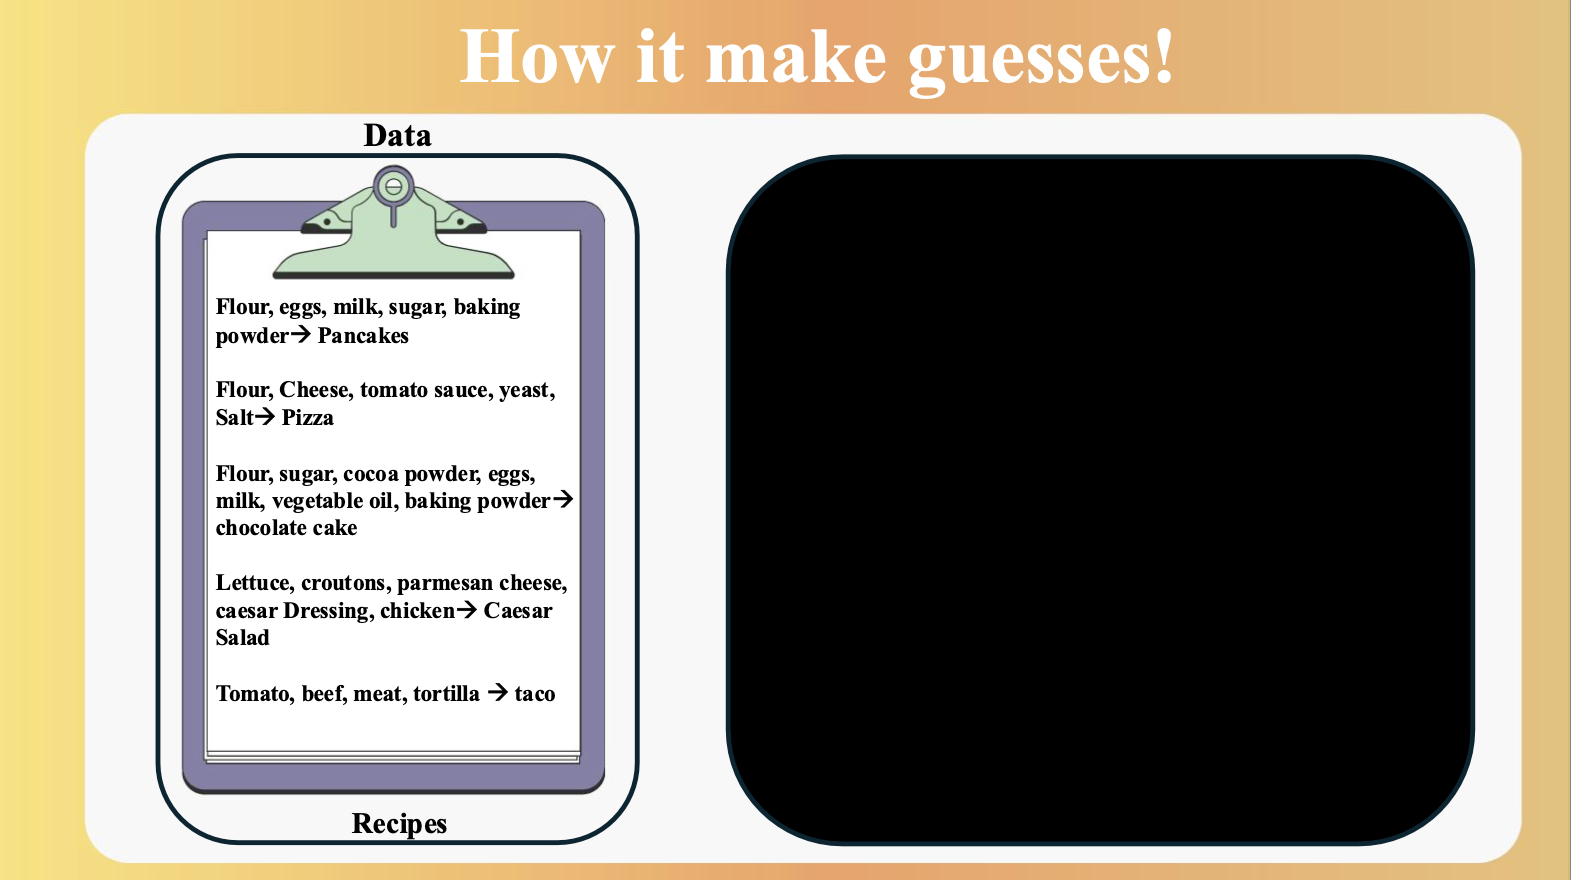 How it make guesses!
Data
Flour, eggs, milk, sugar, baking
powder→ Pancakes
Flour, Cheese, tomato sauce, yeast,
Salt→ Pizza
Flour, sugar, cocoa powder, eggs,
milk, vegetable oil, baking powder→
chocolate cake
Lettuce, croutons, parmesan cheese,
caesar Dressing, chicken→ Caesar
Salad
Tomato, beef, meat, tortilla → taco
Recipes